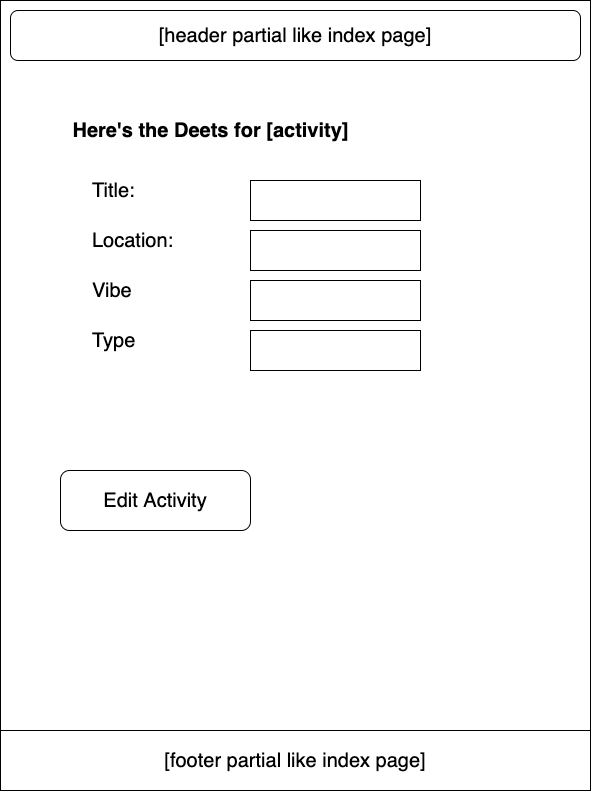 [header partial like index page]
Here's the Deets for [activity]
Title:
Location:
Vibe
Type
Edit Activity
[footer partial like index page]